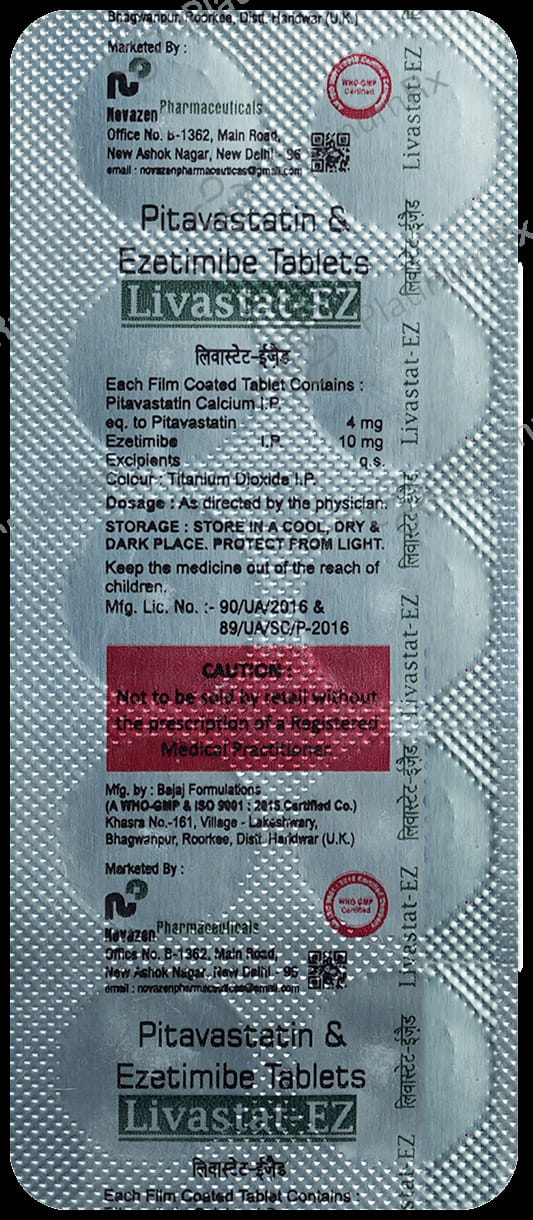 Bhagwanpur, Roorkee, Distt. Haridwar (U.K.)
Marketed By :
Novazen Pharmaceuticals
WHO-GMP
Certified
Office No. B-1362, Main Road,
New Ashok Nagar, New Delhi - 96
email : novazenpharmaceuticas@gmail.com
Pitavastatin &
Ezetimibe Tablets
Livastat-EZ
लिवास्टेट-ईज़ैड
Each Film Coated Tablet Contains :
Pitavastatin Calcium I.P.
eq. to Pitavastatin 4 mg
Ezetimibe I.P. 10 mg
Excipients q.s.
Colour : Titanium Dioxide I.P.
Dosage : As directed by the physician.
STORAGE : STORE IN A COOL, DRY &
DARK PLACE. PROTECT FROM LIGHT.
Keep the medicine out of the reach of
children.
Mfg. Lic. No. :- 90/UA/2016 &
89/UA/SC/P-2016
CAUTION :
Not to be sold by retail without
the prescription of a Registered
Medical Practitioner
Mfg. by : Bajaj Formulations
(A WHO-GMP & ISO 9001 : 2015 Certified Co.)
Khasra No.-161, Village - Lakeshwary,
Bhagwanpur, Roorkee, Distt. Haridwar (U.K.)
Marketed By :
Novazen Pharmaceuticals
WHO-GMP
Certified
Office No. B-1362, Main Road,
New Ashok Nagar, New Delhi - 96
email : novazenpharmaceuticas@gmail.com
Pitavastatin &
Ezetimibe Tablets
Livastat-EZ
लिवास्टेट-ईज़ैड
Each Film Coated Tablet Contains :
Livastat-EZ
लिवास्टेट-ईज़ैड
Livastat-EZ
लिवास्टेट-ईज़ैड
Livastat-EZ
लिवास्टेट-ईज़ैड
Livastat-EZ
लिवास्टेट-ईज़ैड
stat-EZ